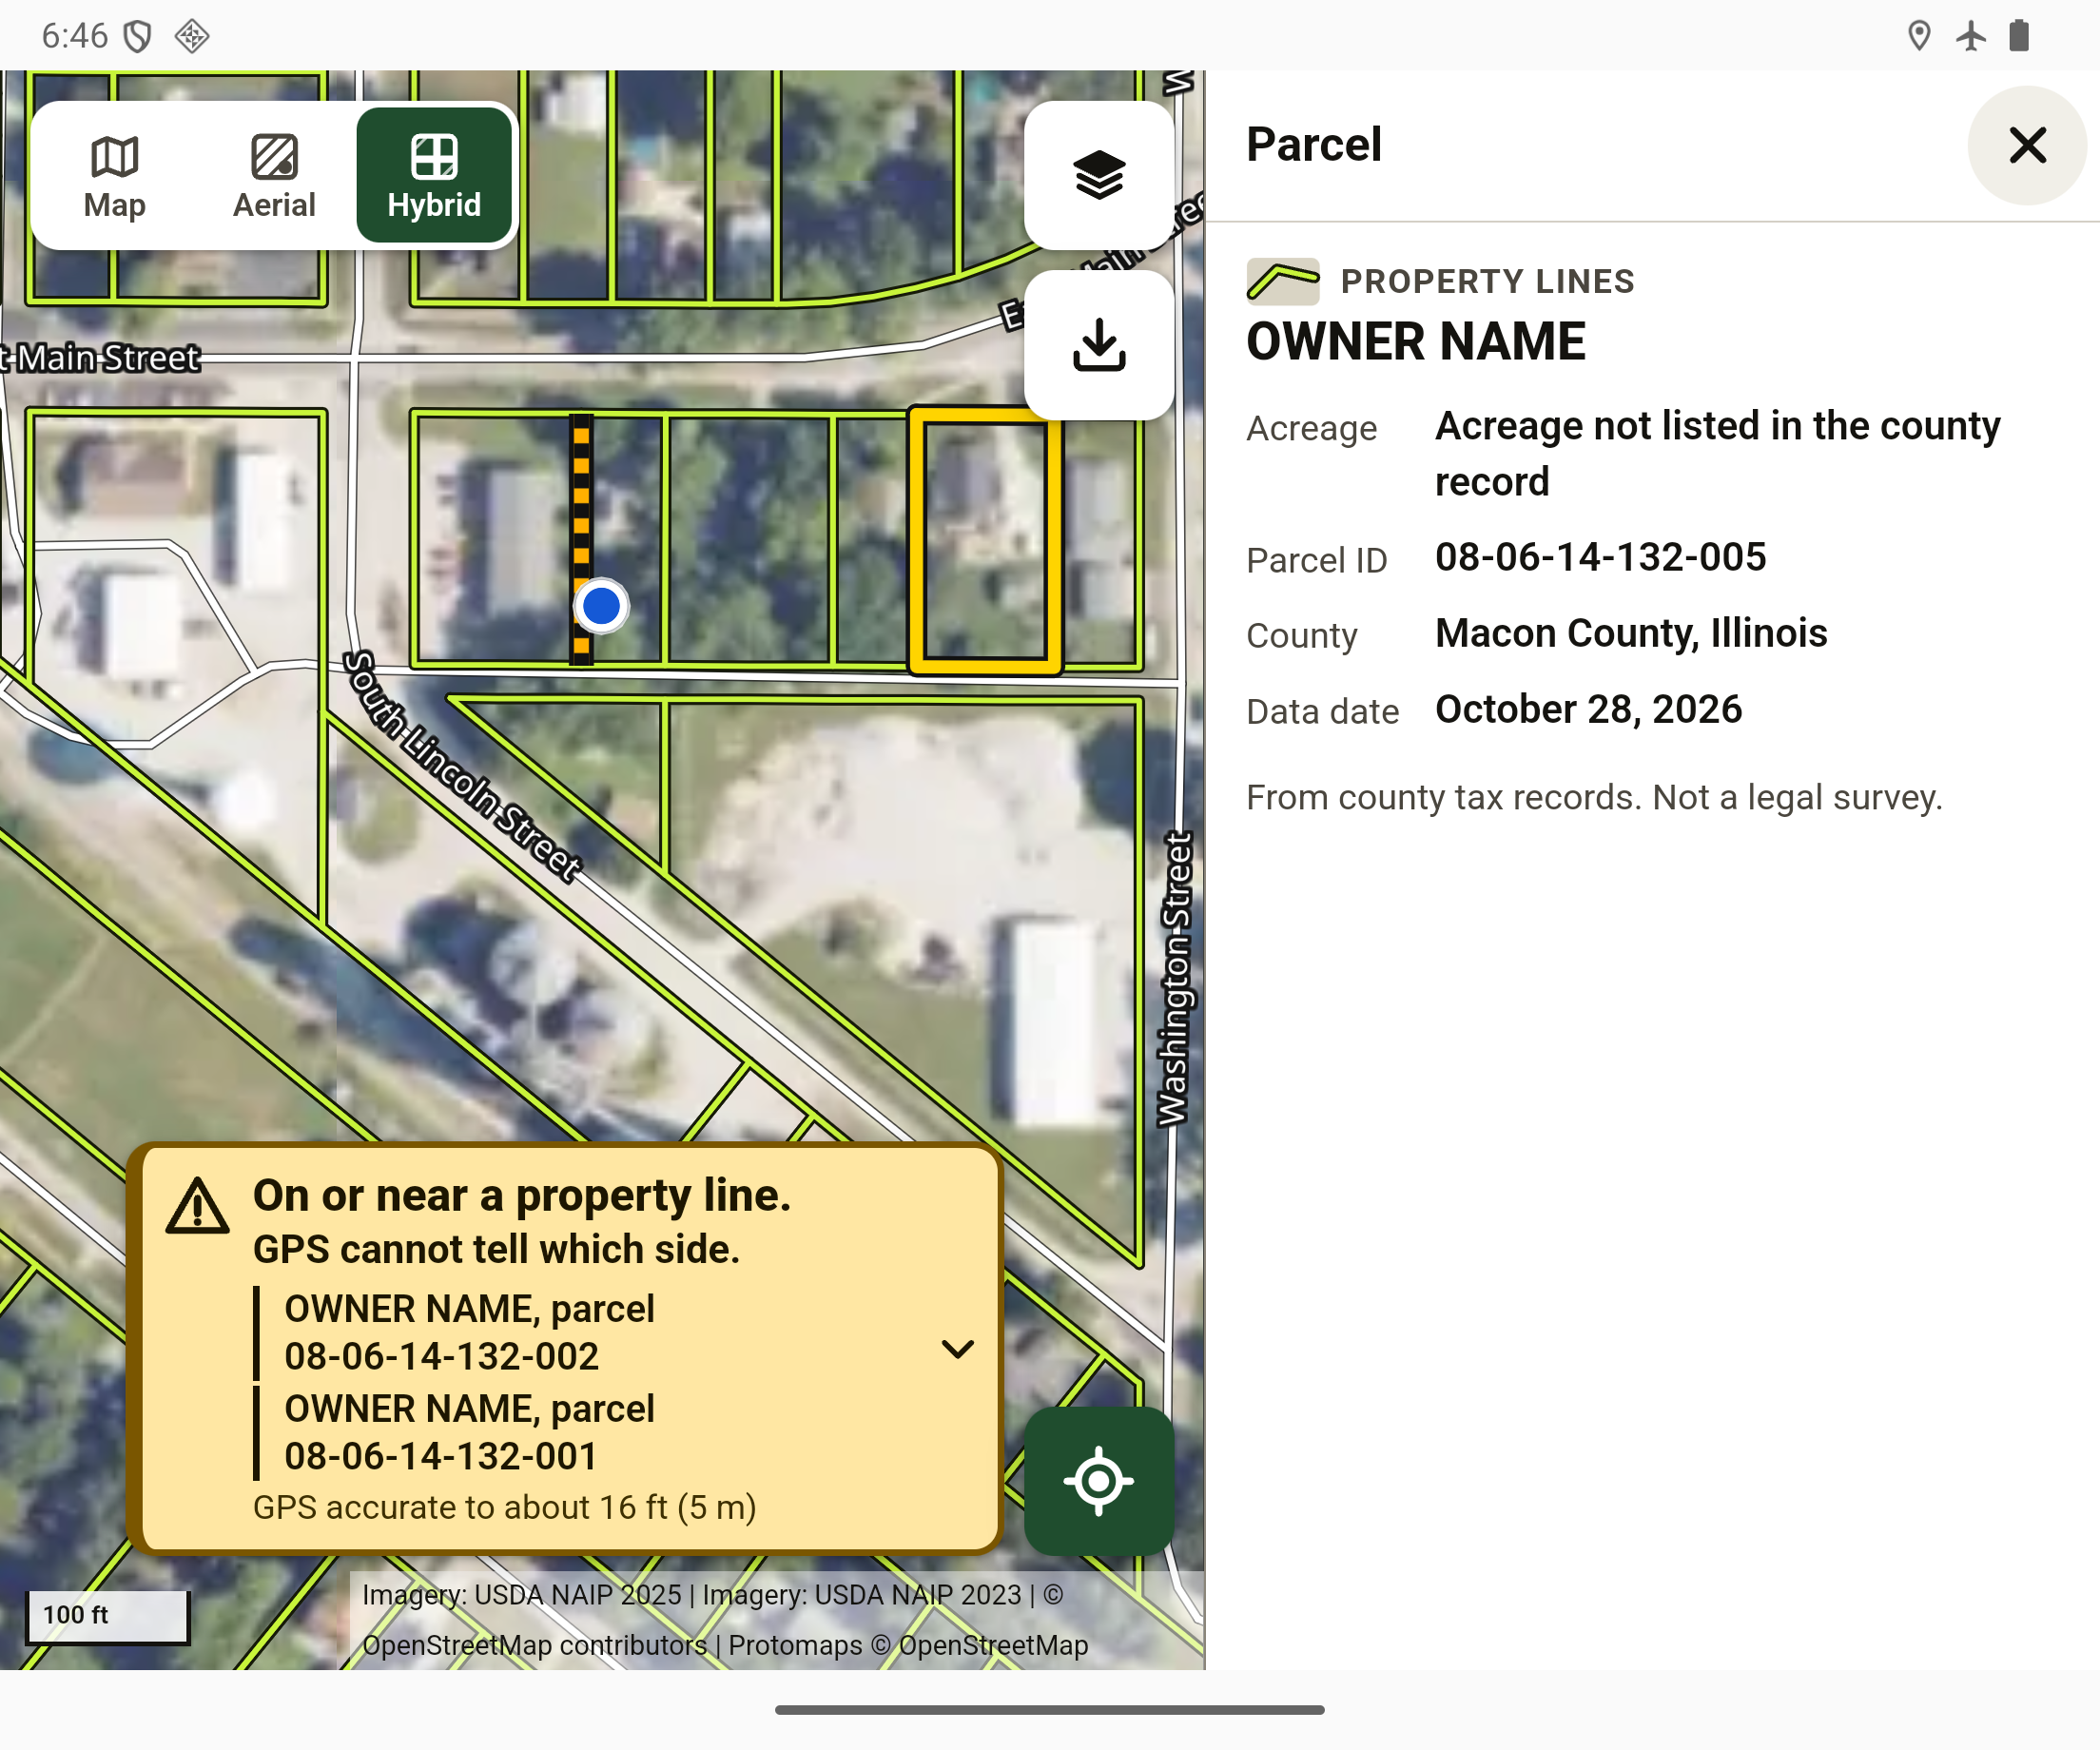 6:46
Map
Aerial
Hybrid
Parcel
PROPERTY LINES
OWNER NAME
Acreage
Acreage not listed in the county
record
Parcel ID
08-06-14-132-005
County
Macon County, Illinois
Data date
October 28, 2026
From county tax records. Not a legal survey.
t Main Street
South Lincoln Street
Washington Street
On or near a property line.
GPS cannot tell which side.
OWNER NAME, parcel
08-06-14-132-002
OWNER NAME, parcel
08-06-14-132-001
GPS accurate to about 16 ft (5 m)
100 ft
Imagery: USDA NAIP 2025 | Imagery: USDA NAIP 2023 | ©
OpenStreetMap contributors | Protomaps © OpenStreetMap